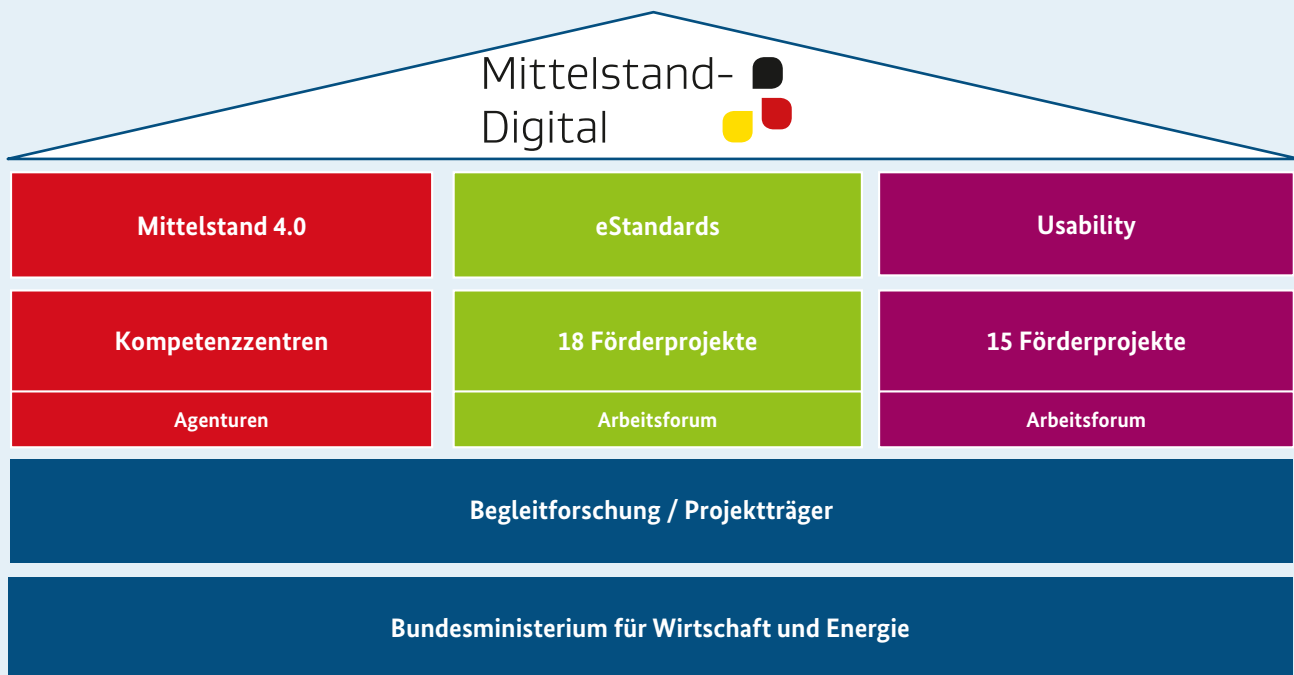 Mittelstand-
Digital
Mittelstand 4.0
eStandards
Usability
Kompetenzzentren
18 Förderprojekte
15 Förderprojekte
Agenturen
Arbeitsforum
Arbeitsforum
Begleitforschung / Projektträger
Bundesministerium für Wirtschaft und Energie